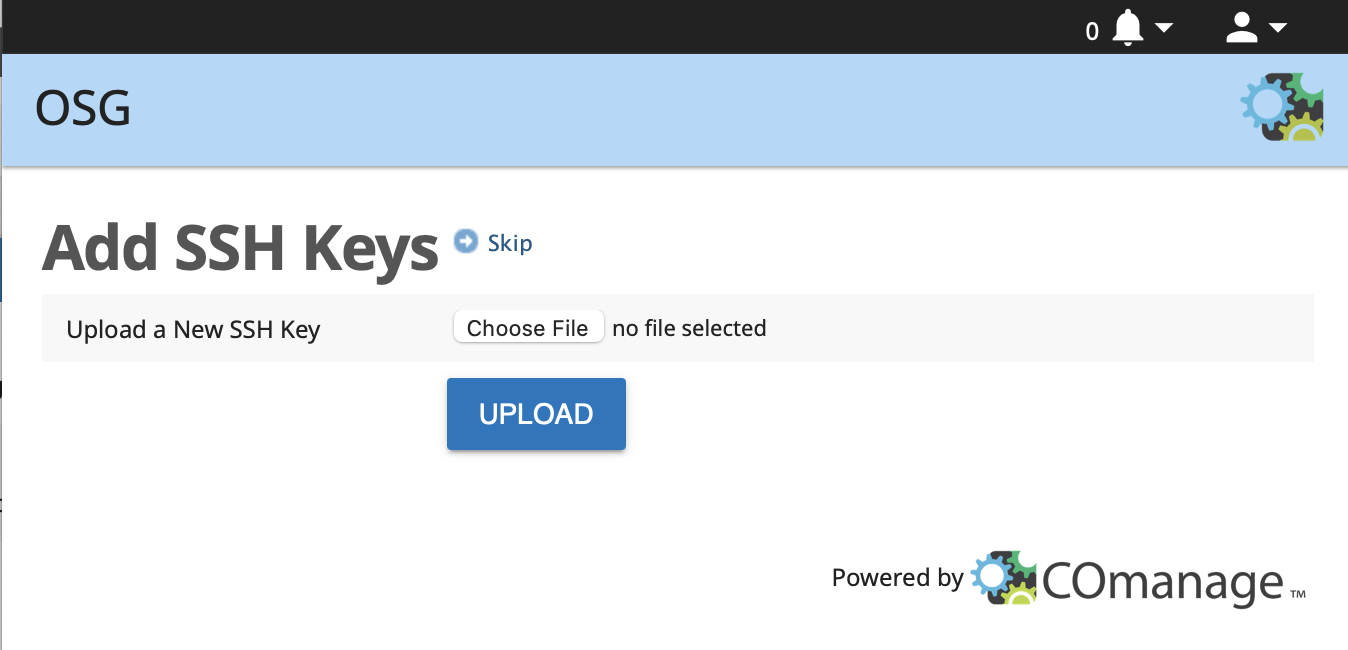 0
OSG
Add SSH Keys Skip
Upload a New SSH Key Choose File no file selected
UPLOAD
Powered by COmanage TM